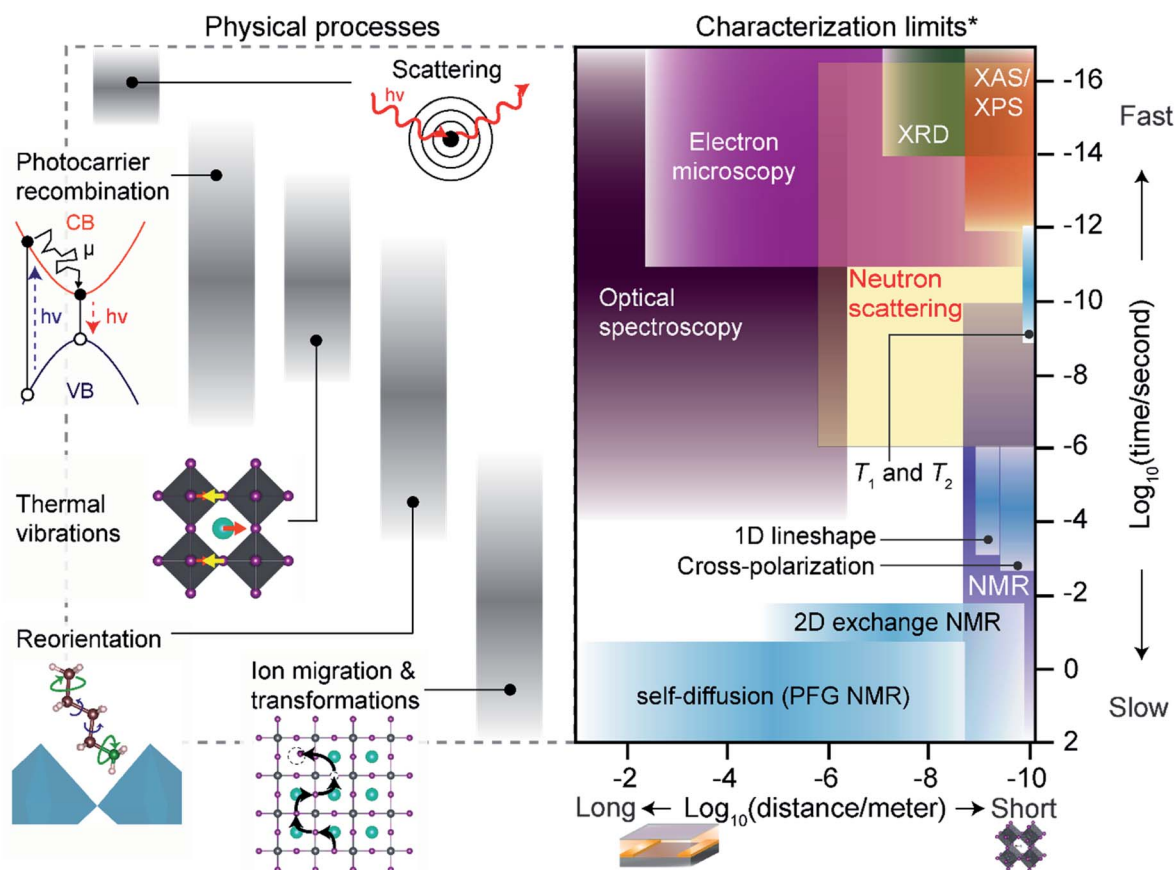 Physical processes
Characterization limits*
Scattering
hν
Photocarrier
recombination
CB
μ
hν
hν
VB
Thermal
vibrations
Reorientation
Ion migration &
transformations
XAS/
XPS
XRD
Electron
microscopy
Neutron
scattering
Optical
spectroscopy
T1 and T2
1D lineshape
Cross-polarization
NMR
2D exchange NMR
self-diffusion (PFG NMR)
-16
-14
-12
-10
-8
-6
-4
-2
0
2
Fast
Log10(time/second)
Slow
-2
-4
-6
-8
-10
Long
Log10(distance/meter)
Short